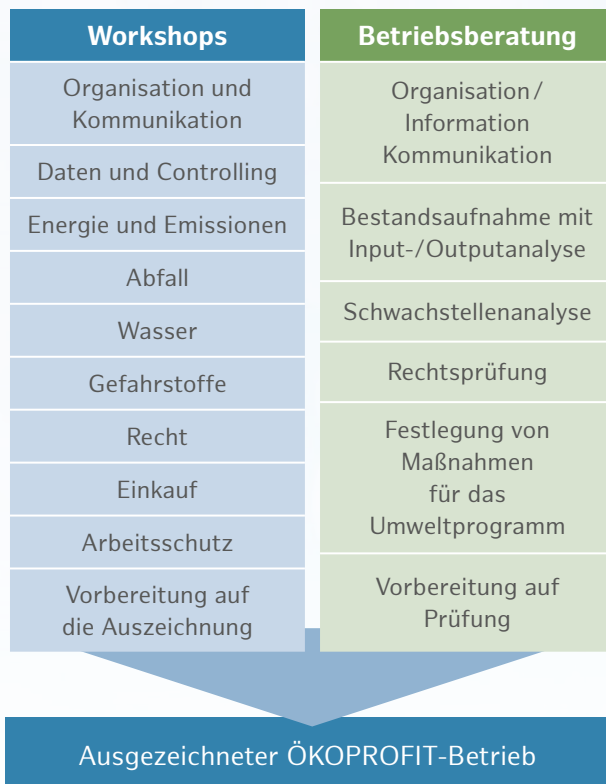 Workshops
Organisation und
Kommunikation
Daten und Controlling
Energie und Emissionen
Abfall
Wasser
Gefahrstoffe
Recht
Einkauf
Arbeitsschutz
Vorbereitung auf
die Auszeichnung
Betriebsberatung
Organisation/
Information
Kommunikation
Bestandsaufnahme mit
Input-/Outputanalyse
Schwachstellenanalyse
Rechtsprüfung
Festlegung von
Maßnahmen
für das
Umweltprogramm
Vorbereitung auf
Prüfung
Ausgezeichneter ÖKOPROFIT-Betrieb